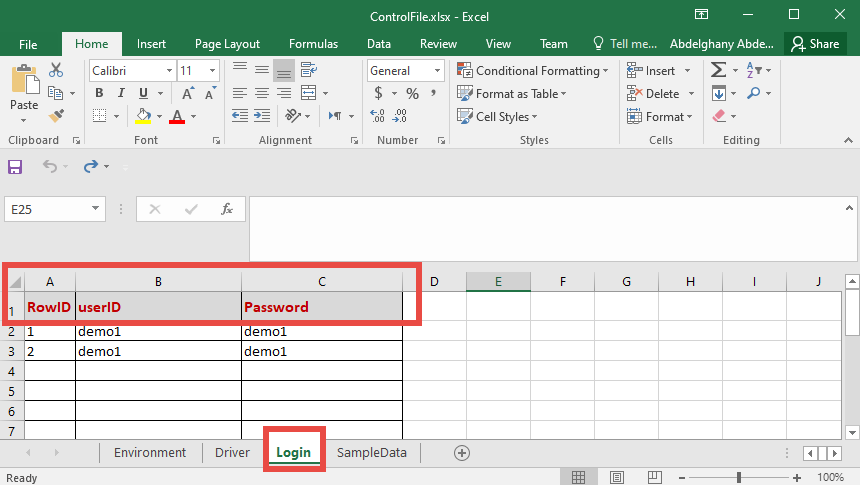 ControlFile.xlsx - Excel
File Home Insert Page Layout Formulas Data Review View Team Tell me... Abdelghany Abde... Share
Calibri 11 General Conditional Formatting Insert
Paste B I U $ % , Format as Table Delete
A Cell Styles Format
Clipboard Font Alignment Number Styles Cells Editing
E25 fx
A B C D E F G H I J
1 RowID userID Password
2 1 demo1 demo1
3 2 demo1 demo1
4
5
6
7
Environment Driver Login SampleData
Ready 100%